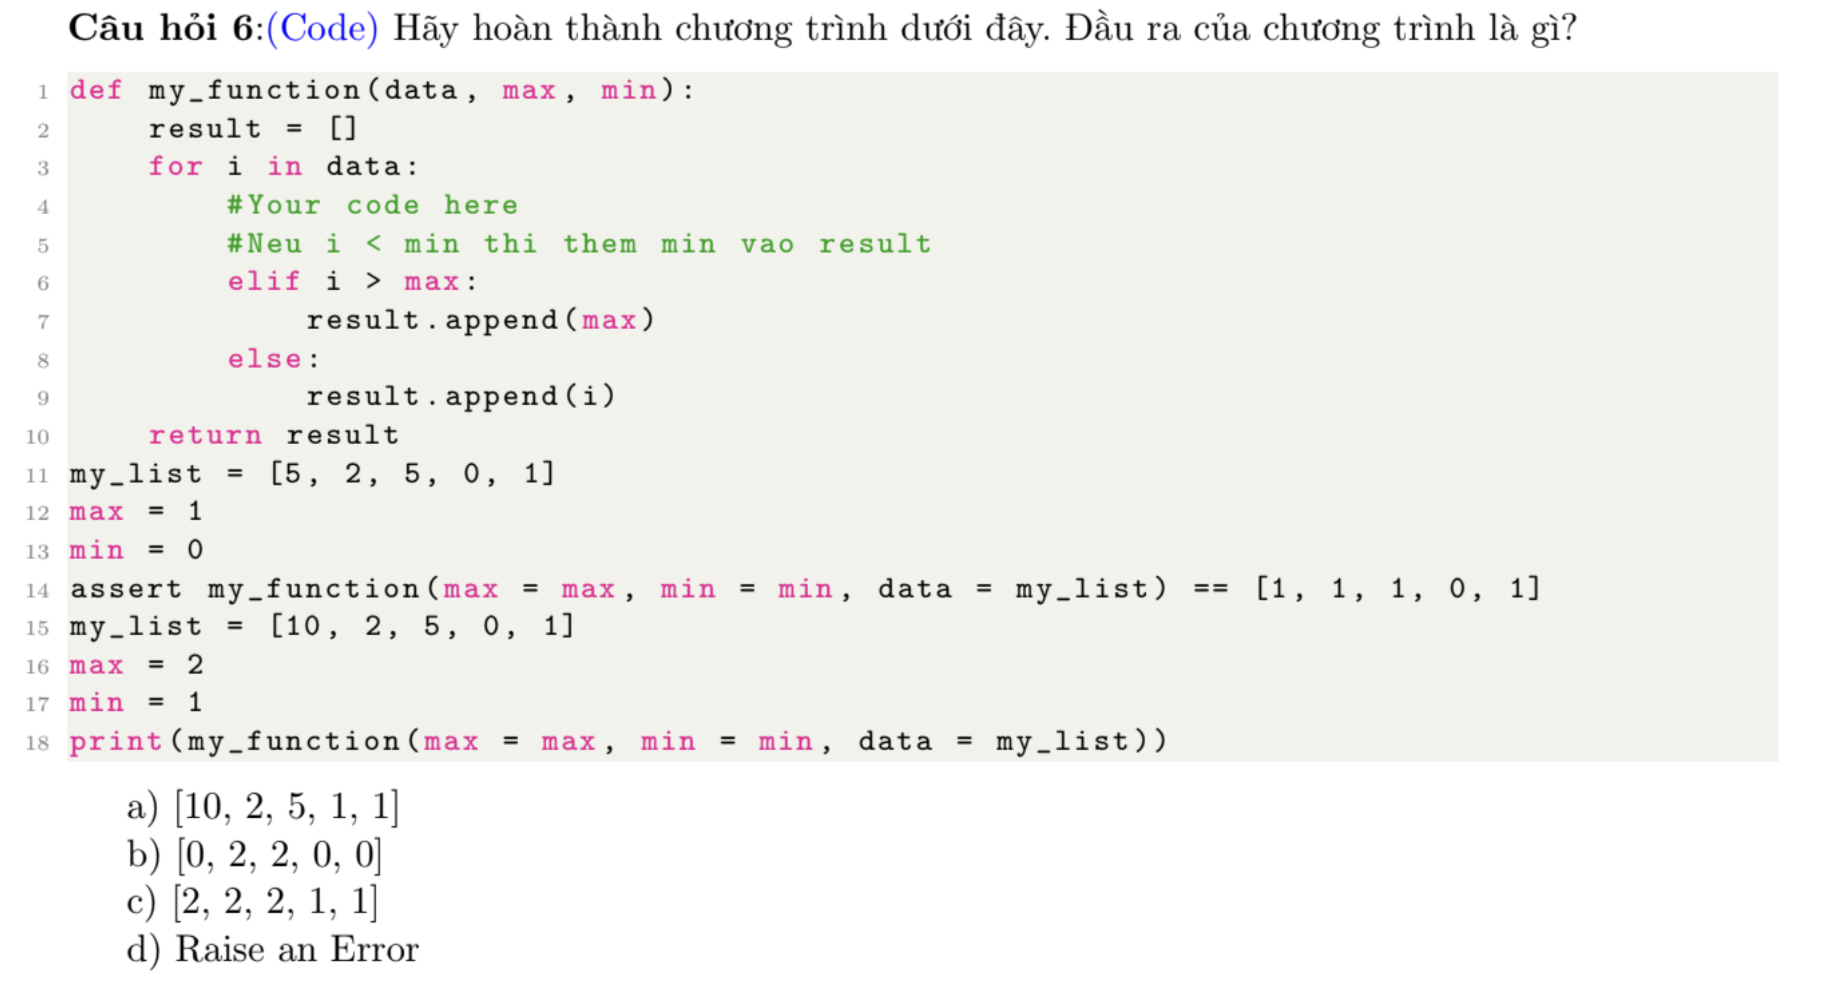 Câu hỏi 6:(Code) Hãy hoàn thành chương trình dưới đây. Đầu ra của chương trình là gì?
1 def my_function(data, max, min):
2     result = []
3     for i in data:
4         #Your code here
5         #Neu i < min thi them min vao result
6         elif i > max:
7             result.append(max)
8         else:
9             result.append(i)
10     return result
11 my_list = [5, 2, 5, 0, 1]
12 max = 1
13 min = 0
14 assert my_function(max = max, min = min, data = my_list) == [1, 1, 1, 0, 1]
15 my_list = [10, 2, 5, 0, 1]
16 max = 2
17 min = 1
18 print(my_function(max = max, min = min, data = my_list))
a) [10, 2, 5, 1, 1]
b) [0, 2, 2, 0, 0]
c) [2, 2, 2, 1, 1]
d) Raise an Error